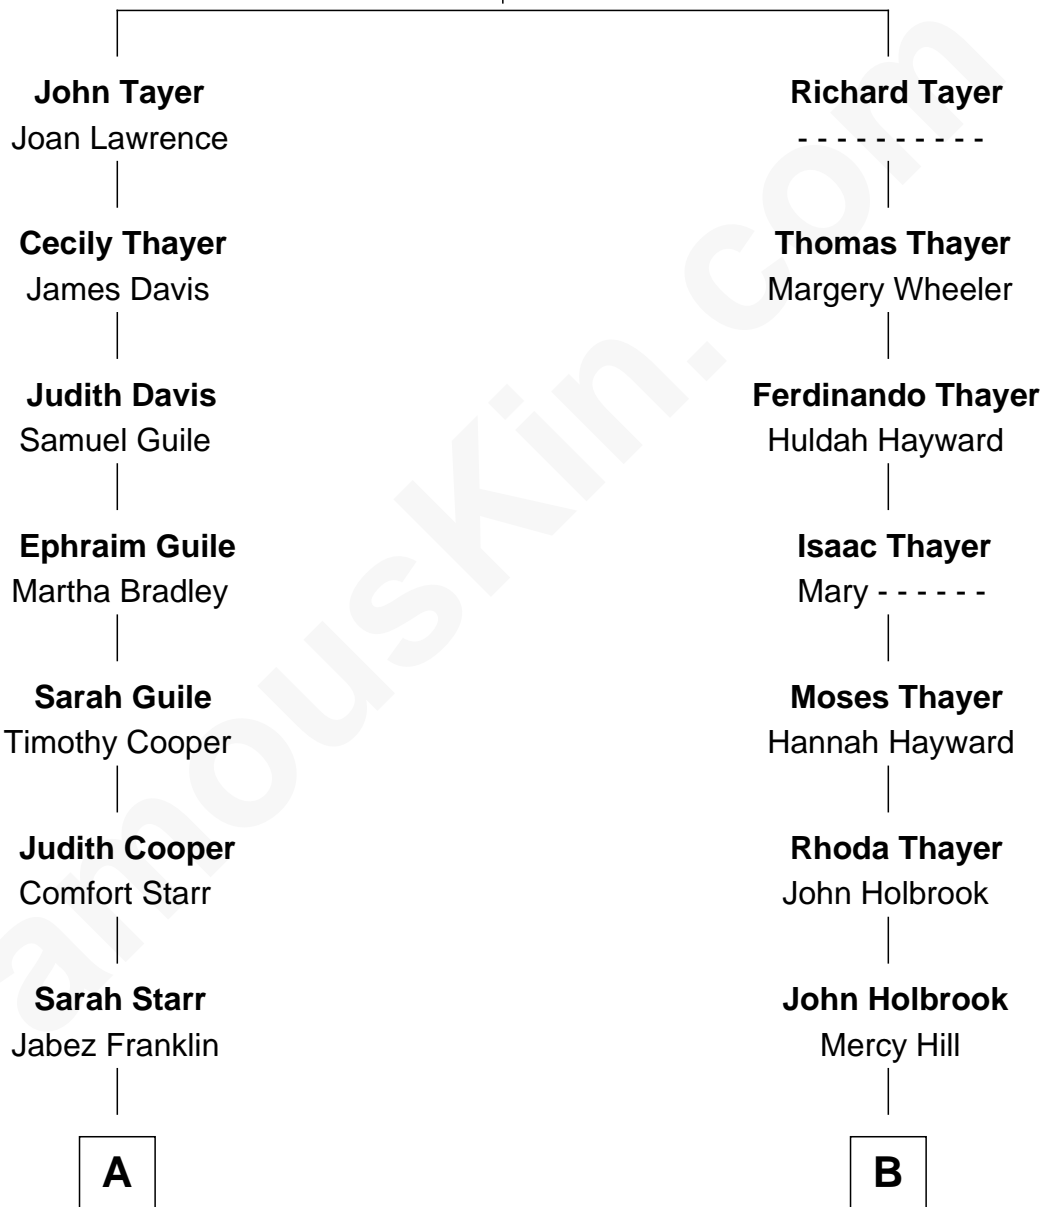 John Tayer
Joan Lawrence
Cecily Thayer
James Davis
Judith Davis
Samuel Guile
Ephraim Guile
Martha Bradley
Sarah Guile
Timothy Cooper
Judith Cooper
Comfort Starr
Sarah Starr
Jabez Franklin
A
Richard Tayer
- - - - - - - - - -
Thomas Thayer
Margery Wheeler
Ferdinando Thayer
Huldah Hayward
Isaac Thayer
Mary - - - - - -
Moses Thayer
Hannah Hayward
Rhoda Thayer
John Holbrook
John Holbrook
Mercy Hill
B
amousKin.com